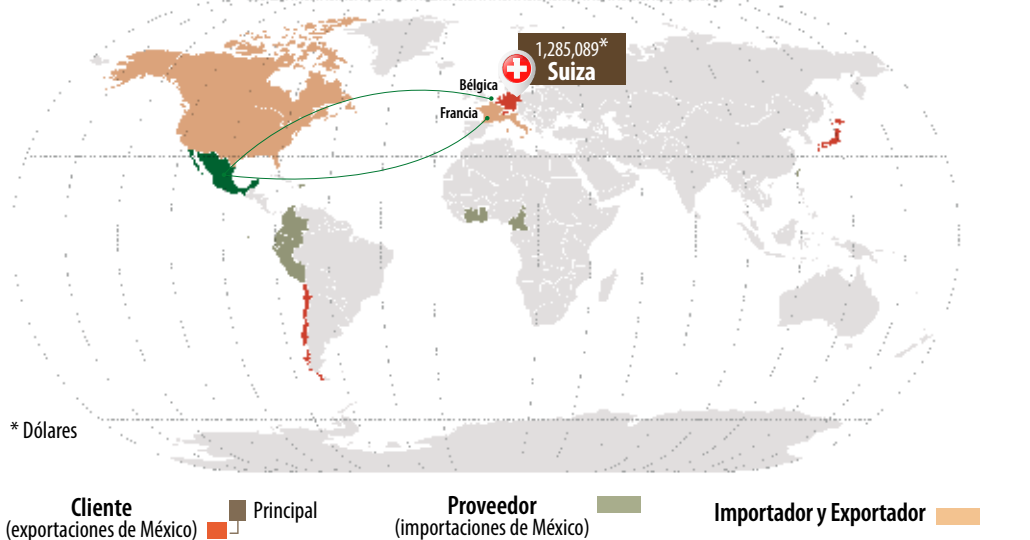 1,285,089*
Suiza
Bélgica
Francia
* Dólares
Cliente
(exportaciones de México)
Principal
Proveedor
(importaciones de México)
Importador y Exportador